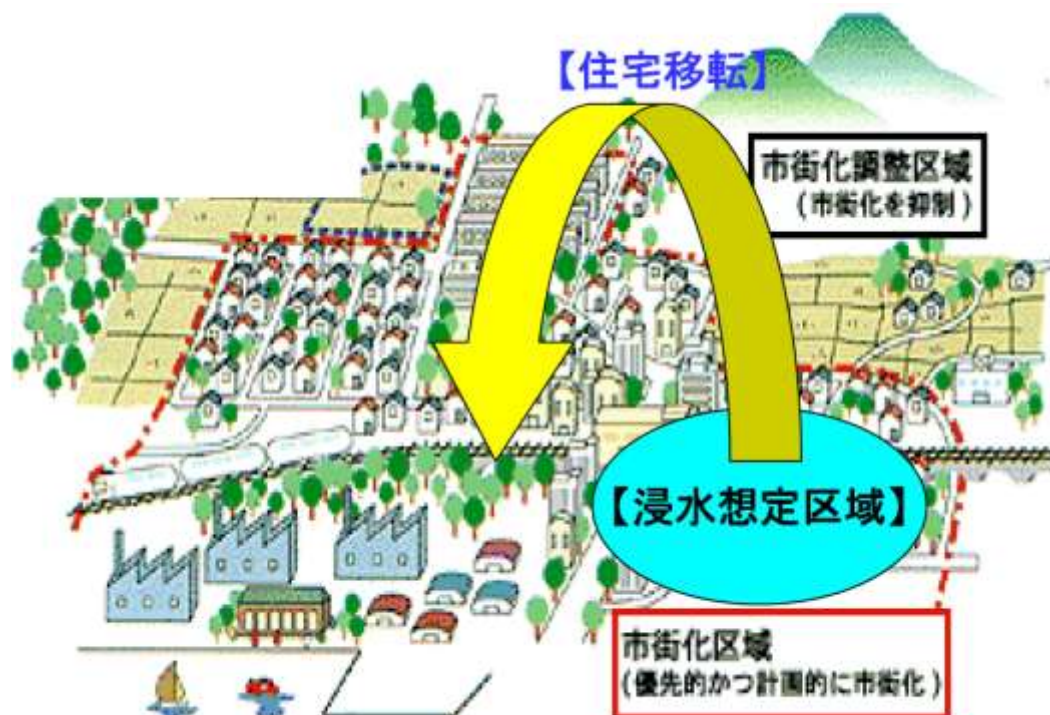 【住宅移転】
市街化調整区域
(市街化を抑制)
【浸水想定区域】
市街化区域
(優先的かつ計画的に市街化)